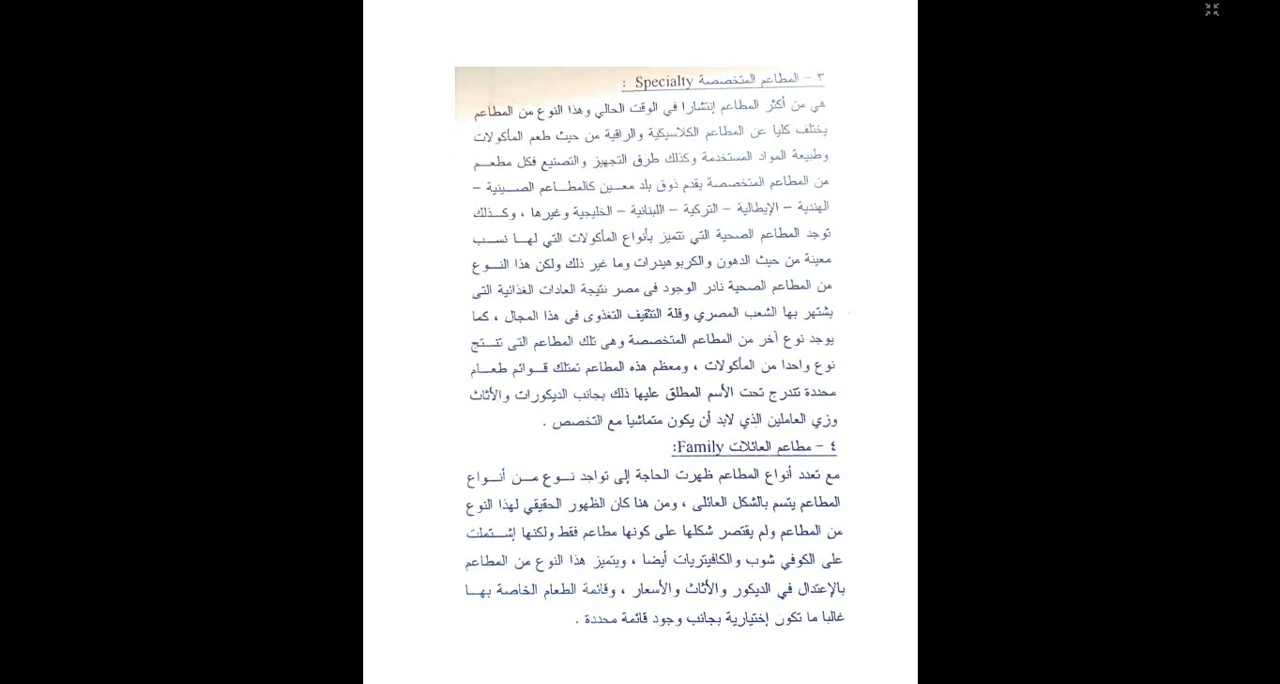 ٣ - المطاعم المتخصصة Specialty :
هي من أكثر المطاعم إنتشارا في الوقت الحالي وهذا النوع من المطاعم
يختلف كليا عن المطاعم الكلاسيكية والراقية من حيث طعم المأكولات
وطبيعة المواد المستخدمة وكذلك طرق التجهيز والتصنيع فكل مطعم
من المطاعم المتخصصة يقدم ذوق بلد معين كالمطاعم الصينية -
الهندية - الإيطالية - التركية - اللبنانية - الخليجية وغيرها ، وكذلك
توجد المطاعم الصحية التي تتميز بأنواع المأكولات التي لها نسب
معينة من حيث الدهون والكربوهيدرات وما غير ذلك ولكن هذا النوع
من المطاعم الصحية نادر الوجود فى مصر نتيجة العادات الغذائية التى
يشتهر بها الشعب المصري وقلة التثقيف التغذوى فى هذا المجال ، كما
يوجد نوع آخر من المطاعم المتخصصة وهى تلك المطاعم التى تنتج
نوع واحدا من المأكولات ، ومعظم هذه المطاعم تمتلك قوائم طعام
محددة تندرج تحت الأسم المطلق عليها ذلك بجانب الديكورات والأثاث
وزي العاملين الذي لابد أن يكون متماشيا مع التخصص .
٤ - مطاعم العائلات Family:
مع تعدد أنواع المطاعم ظهرت الحاجة إلى تواجد نوع من أنواع
المطاعم يتسم بالشكل العائلى ، ومن هنا كان الظهور الحقيقي لهذا النوع
من المطاعم ولم يقتصر شكلها على كونها مطاعم فقط ولكنها إشتملت
على الكوفي شوب والكافيتريات أيضا ، ويتميز هذا النوع من المطاعم
بالإعتدال في الديكور والأثاث والأسعار ، وقائمة الطعام الخاصة بها
غالبا ما تكون إختيارية بجانب وجود قائمة محددة .